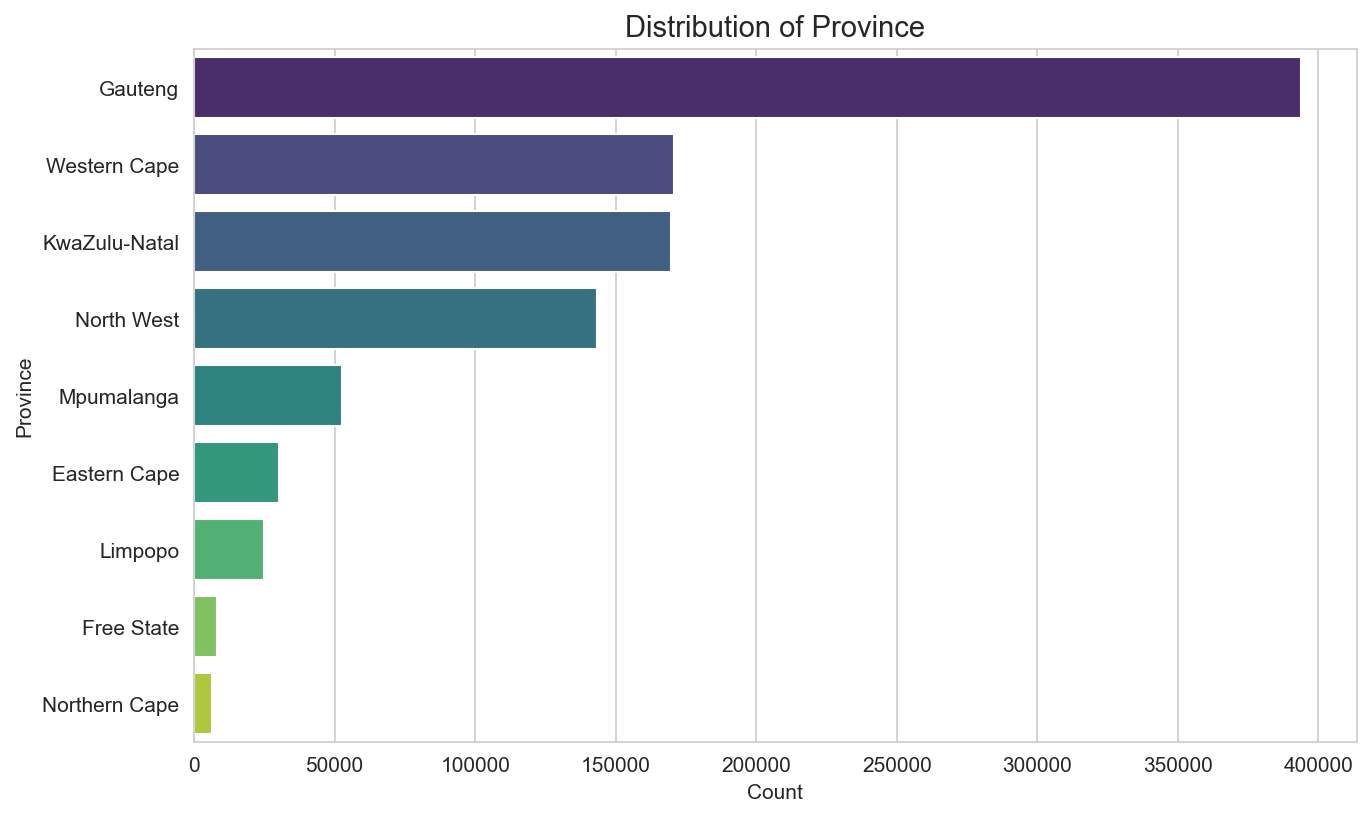 Distribution of Province
Province
Gauteng
Western Cape
KwaZulu-Natal
North West
Mpumalanga
Eastern Cape
Limpopo
Free State
Northern Cape
0 50000 100000 150000 200000 250000 300000 350000 400000
Count